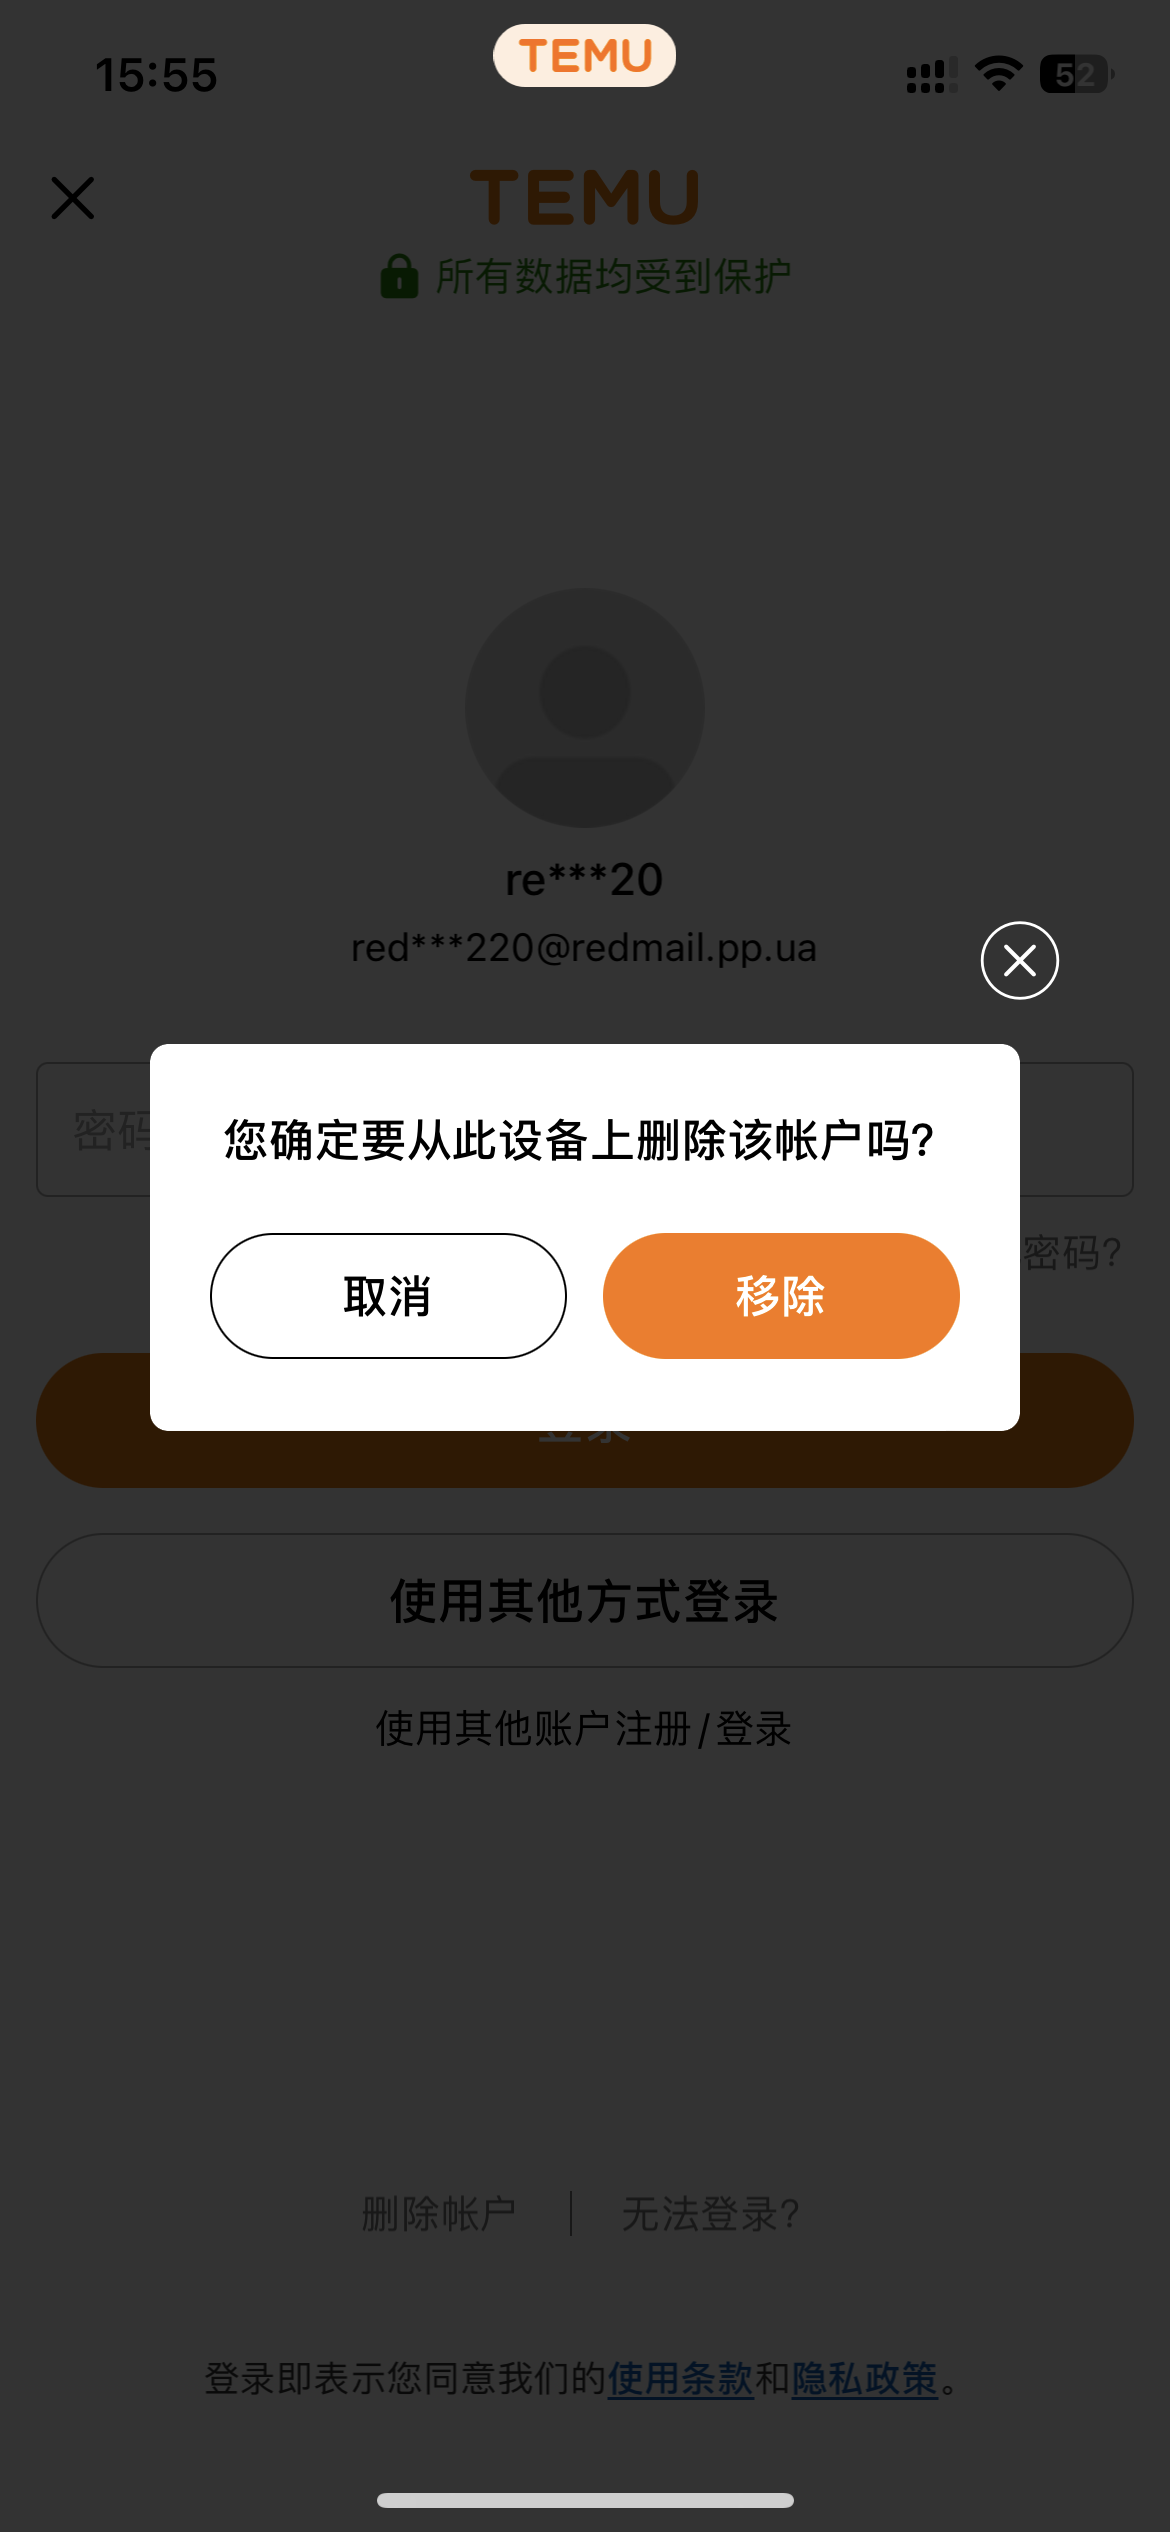 TEMU
15:55
52
TEMU
所有数据均受到保护
re***20
red***220@redmail.pp.ua
您确定要从此设备上删除该帐户吗?
密码
取消
移除
密码?
登录
使用其他方式登录
使用其他账户注册/登录
删除帐户
无法登录?
登录即表示您同意我们的使用条款和隐私政策。